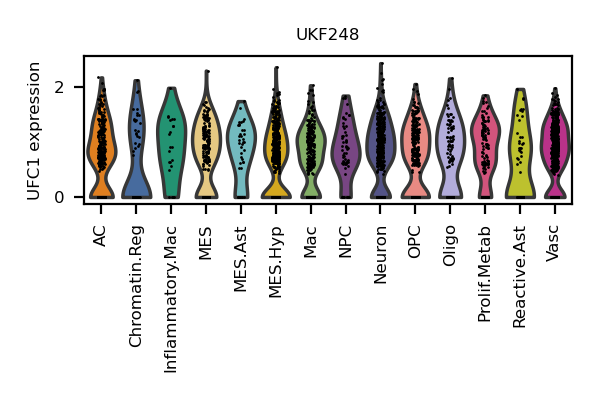 UKF248
UFC1 expression
2
0
AC
Chromatin.Reg
Inflammatory.Mac
MES
MES.Ast
MES.Hyp
Mac
NPC
Neuron
OPC
Oligo
Prolif.Metab
Reactive.Ast
Vasc